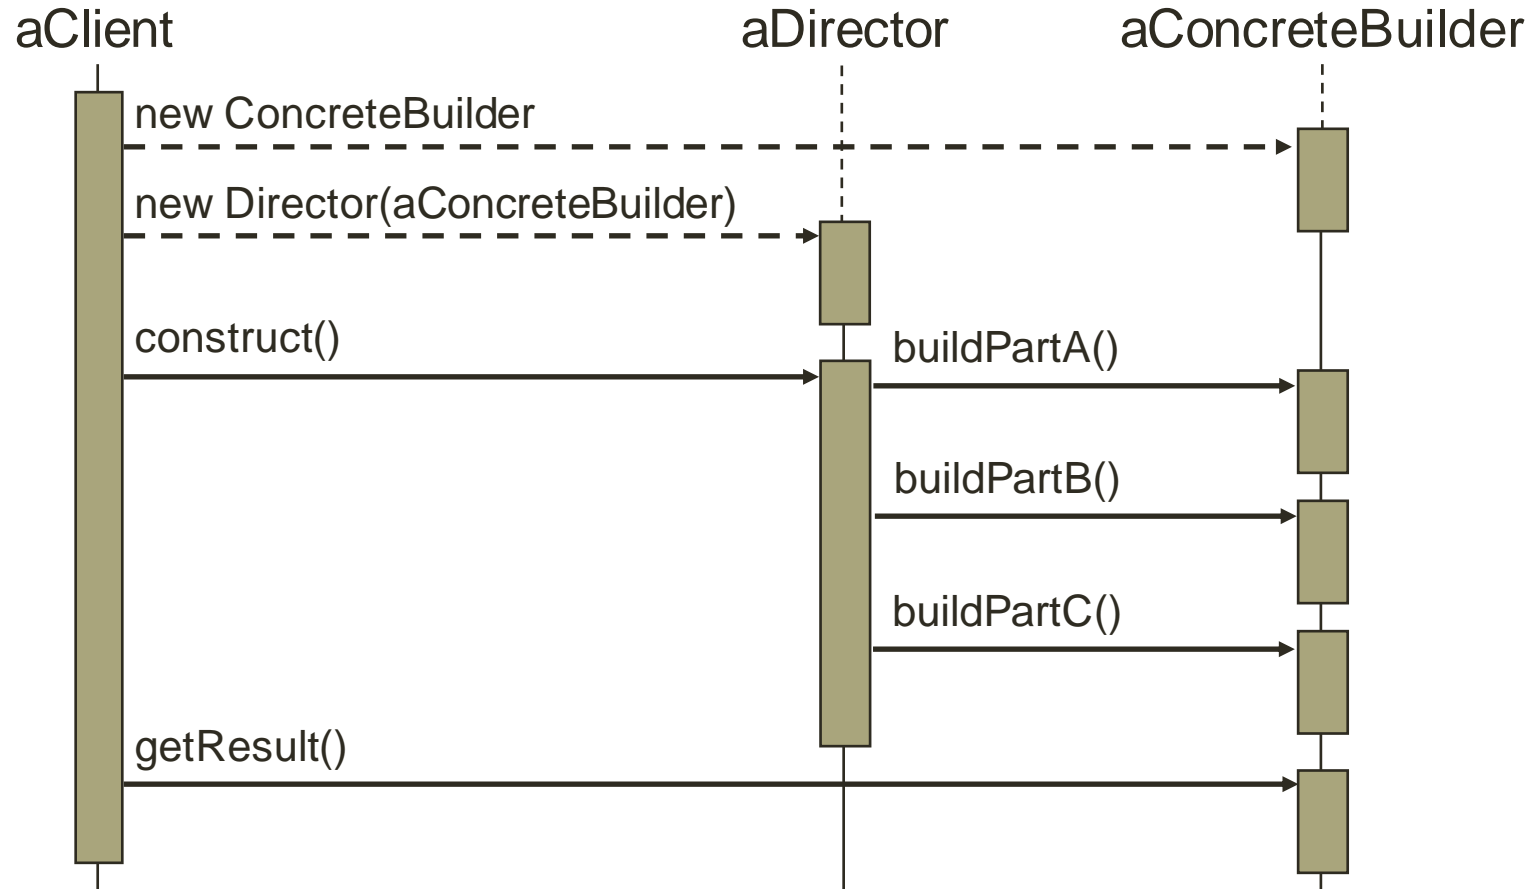 aClient
aDirector
aConcreteBuilder
new ConcreteBuilder
new Director(aConcreteBuilder)
construct()
buildPartA()
buildPartB()
buildPartC()
getResult()